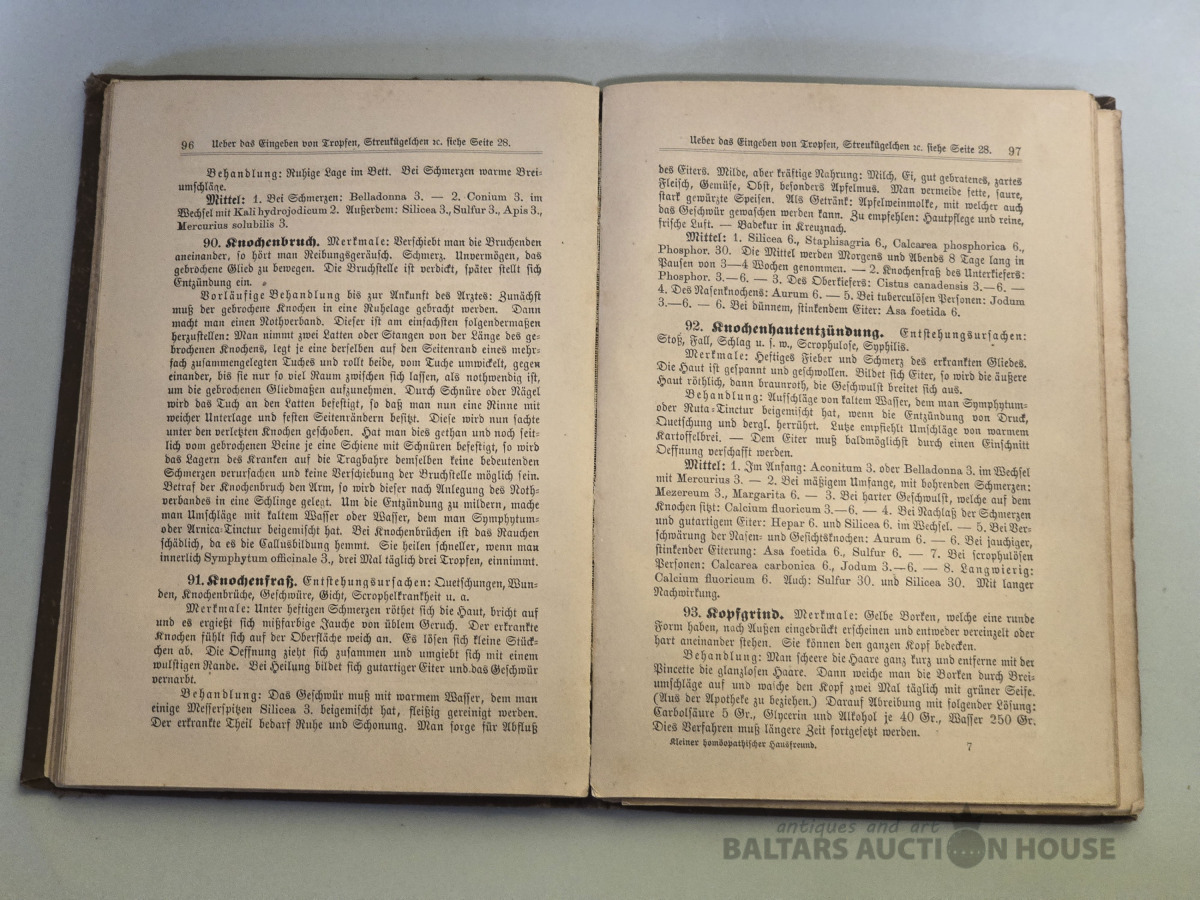 96 Ueber das Eingeben von Tropfen, Streukügelchen ꝛc. siehe Seite 28.
Behandlung: Ruhige Lage im Bett. Bei Schmerzen warme Brei-
umschläge.
Mittel: 1. Bei Schmerzen: Belladonna 3. — 2. Conium 3. im
Wechsel mit Kali hydrojodicum 2. Außerdem: Silicea 3., Sulfur 3., Apis 3.,
Mercurius solubilis 3.
90. Knochenbruch. Merkmale: Verschiebt man die Bruchenden
aneinander, so hört man Reibungsgeräusch. Schmerz. Unvermögen, das
gebrochene Glied zu bewegen. Die Bruchstelle ist verdickt, später stellt sich
Entzündung ein.
Vorläufige Behandlung bis zur Ankunft des Arztes: Zunächst
muß der gebrochene Knochen in eine Ruhelage gebracht werden. Dann
macht man einen Nothverband. Dieser ist am einfachsten folgendermaßen
herzustellen: Man nimmt zwei Latten oder Stangen von der Länge des ge-
brochenen Knochens, legt je eine derselben auf den Seitenrand eines mehr-
fach zusammengelegten Tuches und rollt beide, vom Tuche umwickelt, gegen
einander, bis sie nur so viel Raum zwischen sich lassen, als nothwendig ist,
um die gebrochenen Gliedmaßen aufzunehmen. Durch Schnüre oder Nägel
wird das Tuch an den Latten befestigt, so daß man nun eine Rinne mit
weicher Unterlage und festen Seitenrändern besitzt. Diese wird nun sachte
unter den verletzten Knochen geschoben. Hat man dies gethan und noch seit-
lich vom gebrochenen Beine je eine Schiene mit Schnüren befestigt, so wird
das Lagern des Kranken auf die Tragbahre demselben keine bedeutenden
Schmerzen verursachen und keine Verschiebung der Bruchstelle möglich sein.
Betraf der Knochenbruch den Arm, so wird dieser nach Anlegung des Noth-
verbandes in eine Schlinge gelegt. Um die Entzündung zu mildern, mache
man Umschläge mit kaltem Wasser oder Wasser, dem man Symphytum-
oder Arnica-Tinctur beigemischt hat. Bei Knochenbrüchen ist das Rauchen
schädlich, da es die Callusbildung hemmt. Sie heilen schneller, wenn man
innerlich Symphytum officinale 3., drei Mal täglich drei Tropfen, einnimmt.
91. Knochenfraß. Entstehungsursachen: Quetschungen, Wun-
den, Knochenbrüche, Geschwüre, Gicht, Scrophelkrankheit u. a.
Merkmale: Unter heftigen Schmerzen röthet sich die Haut, bricht auf
und es ergießt sich mißfarbige Jauche von üblem Geruch. Der erkrankte
Knochen fühlt sich auf der Oberfläche weich an. Es lösen sich kleine Stück-
chen ab. Die Oeffnung zieht sich zusammen und umgiebt sich mit einem
wulstigen Rande. Bei Heilung bildet sich gutartiger Eiter und das Geschwür
vernarbt.
Behandlung: Das Geschwür muß mit warmem Wasser, dem man
einige Messerspitzen Silicea 3. beigemischt hat, fleißig gereinigt werden.
Der erkrankte Theil bedarf Ruhe und Schonung. Man sorge für Abfluß
Ueber das Eingeben von Tropfen, Streukügelchen ꝛc. siehe Seite 28. 97
des Eiters. Milde, aber kräftige Nahrung: Milch, Ei, gut gebratenes, zartes
Fleisch, Gemüse, Obst, besonders Apfelmus. Man vermeide fette, saure,
stark gewürzte Speisen. Als Getränk: Apfelweinmolke, mit welcher auch
das Geschwür gewaschen werden kann. Zu empfehlen: Hautpflege und reine,
frische Luft. — Badekur in Kreuznach.
Mittel: 1. Silicea 6., Staphisagria 6., Calcarea phosphorica 6.,
Phosphor. 30. Die Mittel werden Morgens und Abends 8 Tage lang in
Pausen von 3—4 Wochen genommen. — 2. Knochenfraß des Unterkiefers:
Phosphor. 3.—6. — 3. Des Oberkiefers: Cistus canadensis 3.—6. —
4. Des Nasenknochens: Aurum 6. — 5. Bei tuberculösen Personen: Jodum
3.—6. — 6. Bei dünnem, stinkendem Eiter: Asa foetida 6.
92. Knochenhautentzündung. Entstehungsursachen:
Stoß, Fall, Schlag u. s. w., Scrophulose, Syphilis.
Merkmale: Heftiges Fieber und Schmerz des erkrankten Gliedes.
Die Haut ist gespannt und geschwollen. Bildet sich Eiter, so wird die äußere
Haut röthlich, dann braunroth, die Geschwulst breitet sich aus.
Behandlung: Aufschläge von kaltem Wasser, dem man Symphytum-
oder Ruta-Tinctur beigemischt hat, wenn die Entzündung von Druck,
Quetschung und dergl. herrührt. Lutze empfiehlt Umschläge von warmem
Kartoffelbrei. — Dem Eiter muß baldmöglichst durch einen Einschnitt
Oeffnung verschafft werden.
Mittel: 1. Im Anfang: Aconitum 3. oder Belladonna 3. im Wechsel
mit Mercurius 3. — 2. Bei mäßigem Umfange, mit bohrenden Schmerzen:
Mezereum 3., Margarita 6. — 3. Bei harter Geschwulst, welche auf dem
Knochen sitzt: Calcium fluoricum 3.—6. — 4. Bei Nachlaß der Schmerzen
und gutartigem Eiter: Hepar 6. und Silicea 6. im Wechsel. — 5. Bei Ver-
schwärung der Nasen- und Gesichtsknochen: Aurum 6. — 6. Bei jauchiger,
stinkender Eiterung: Asa foetida 6., Sulfur 6. — 7. Bei scrophulösen
Personen: Calcarea carbonica 6., Jodum 3.—6. — 8. Langwierig:
Calcium fluoricum 6. Auch: Sulfur 30. und Silicea 30. Mit langer
Nachwirkung.
93. Kopfgrind. Merkmale: Gelbe Borken, welche eine runde
Form haben, nach Außen eingedrückt erscheinen und entweder vereinzelt oder
hart aneinander stehen. Sie können den ganzen Kopf bedecken.
Behandlung: Man scheere die Haare ganz kurz und entferne mit der
Pincette die glanzlosen Haare. Dann weiche man die Borken durch Brei-
umschläge auf und wasche den Kopf zwei Mal täglich mit grüner Seife.
(Aus der Apotheke zu beziehen.) Darauf Abreibung mit folgender Lösung:
Carbolsäure 5 Gr., Glycerin und Alkohol je 40 Gr., Wasser 250 Gr.
Dies Verfahren muß längere Zeit fortgesetzt werden.
Kleiner homöopathischer Hausfreund. 7
antiques and art
BALTARS AUCTION HOUSE